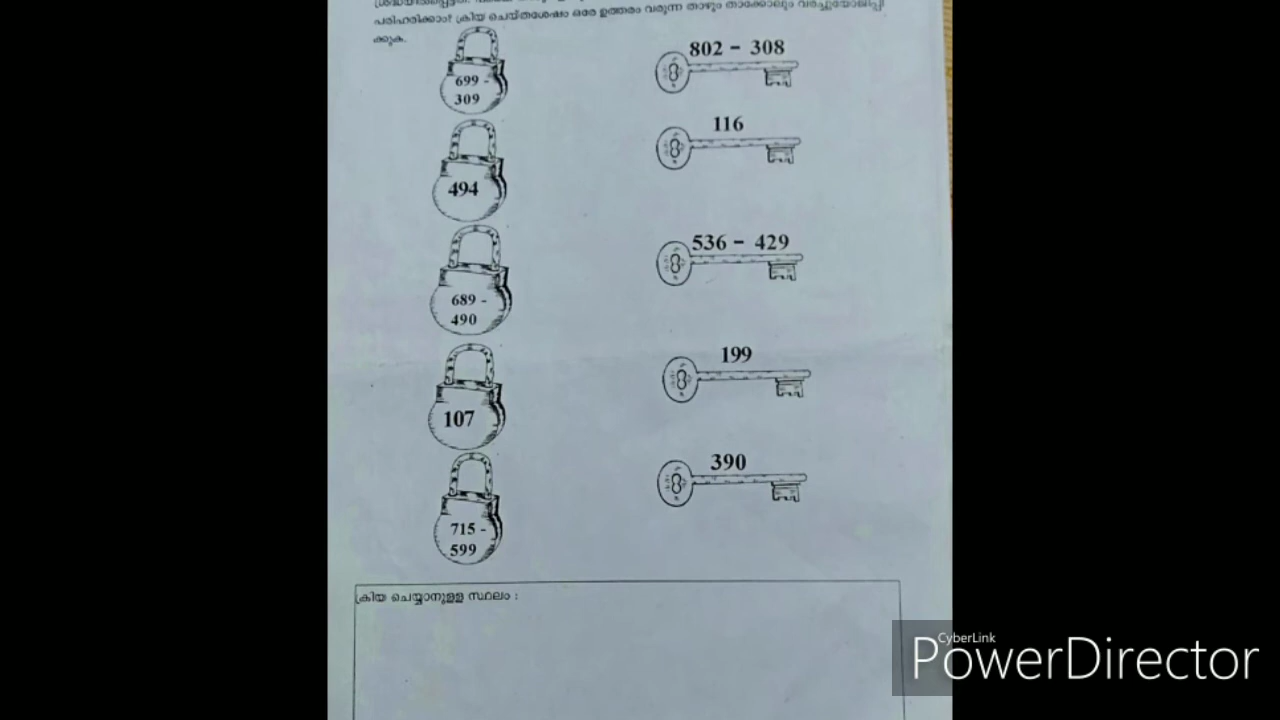 പരിഹരിക്കാം? ക്രിയ ചെയ്തശേഷം ഒരേ ഉത്തരം വരുന്ന താഴും താക്കോലും വരച്ചുയോജിപ്പി
ക്കുക.
699 -
309
802 - 308
494
116
689 -
490
536 - 429
107
199
715 -
599
390
ക്രിയ ചെയ്യാനുള്ള സ്ഥലം :
CyberLink
PowerDirector